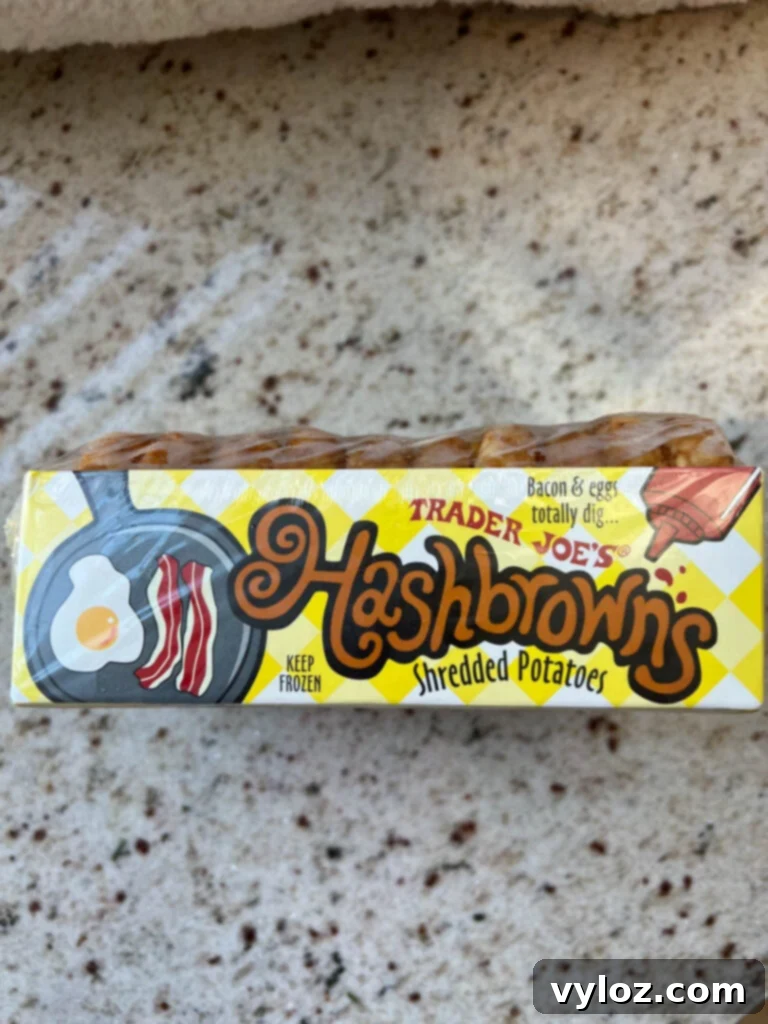 Bacon & eggs
totally dig...
TRADER JOE'S®
Hashbrowns
Shredded Potatoes
KEEP
FROZEN
vyloz.com